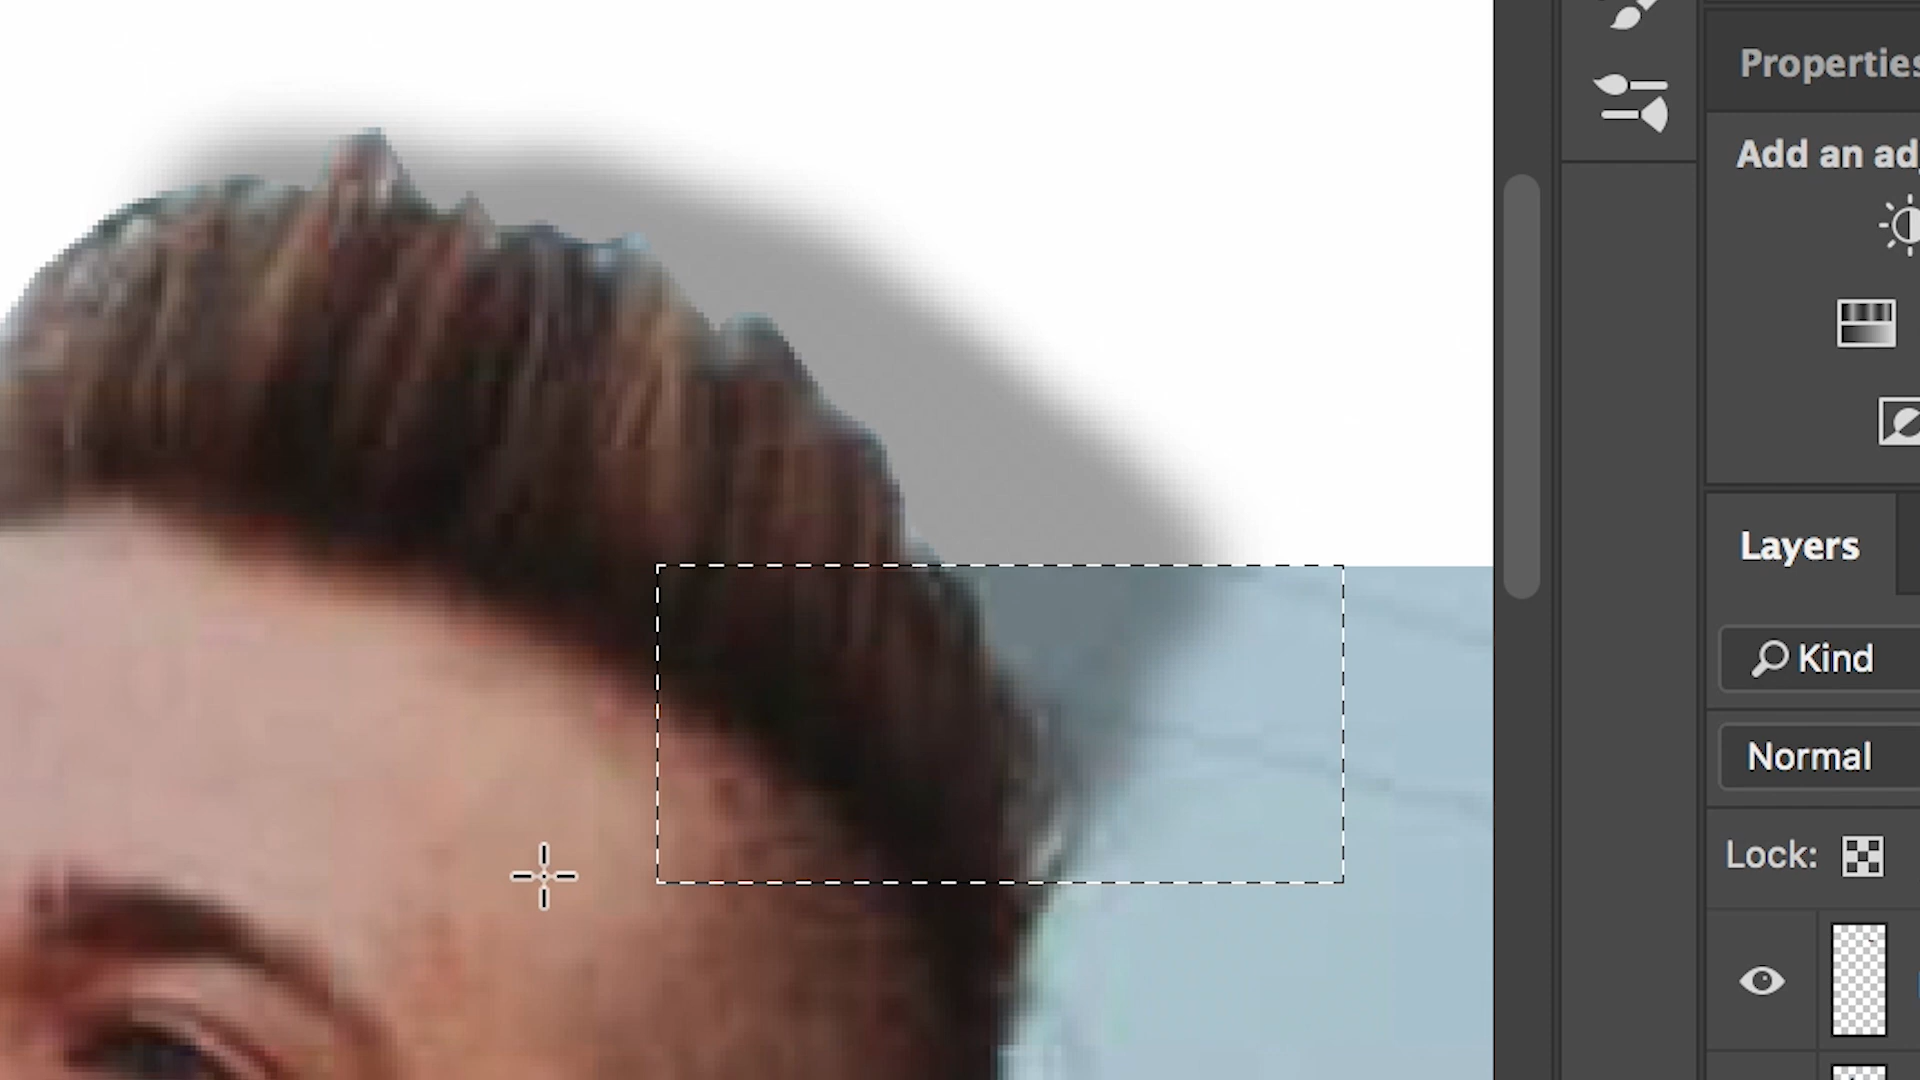 Properties
Add an ad
Layers
Kind
Normal
Lock: